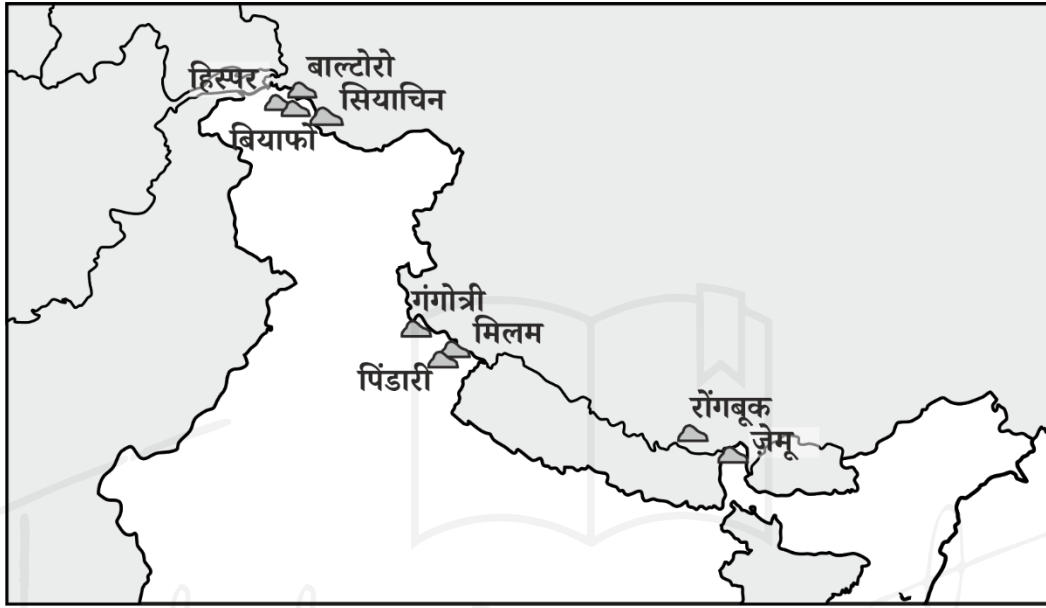 हिस्पर
बाल्टोरो
सियाचिन
बियाफो
गंगोत्री
मिलम
पिंडारी
रोंगबूक
ज़ेमू